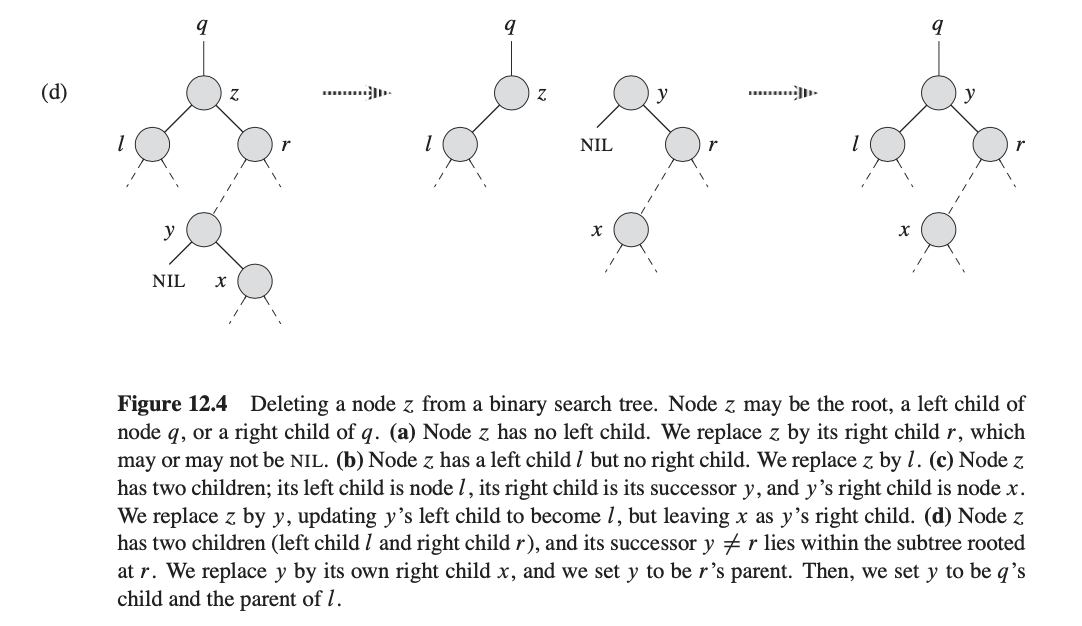 q q q
(d) z z y y
l r l NIL r l r
y x x
NIL x
Figure 12.4 Deleting a node z from a binary search tree. Node z may be the root, a left child of
node q, or a right child of q. (a) Node z has no left child. We replace z by its right child r, which
may or may not be NIL. (b) Node z has a left child l but no right child. We replace z by l. (c) Node z
has two children; its left child is node l, its right child is its successor y, and y’s right child is node x.
We replace z by y, updating y’s left child to become l, but leaving x as y’s right child. (d) Node z
has two children (left child l and right child r), and its successor y ≠ r lies within the subtree rooted
at r. We replace y by its own right child x, and we set y to be r’s parent. Then, we set y to be q’s
child and the parent of l.